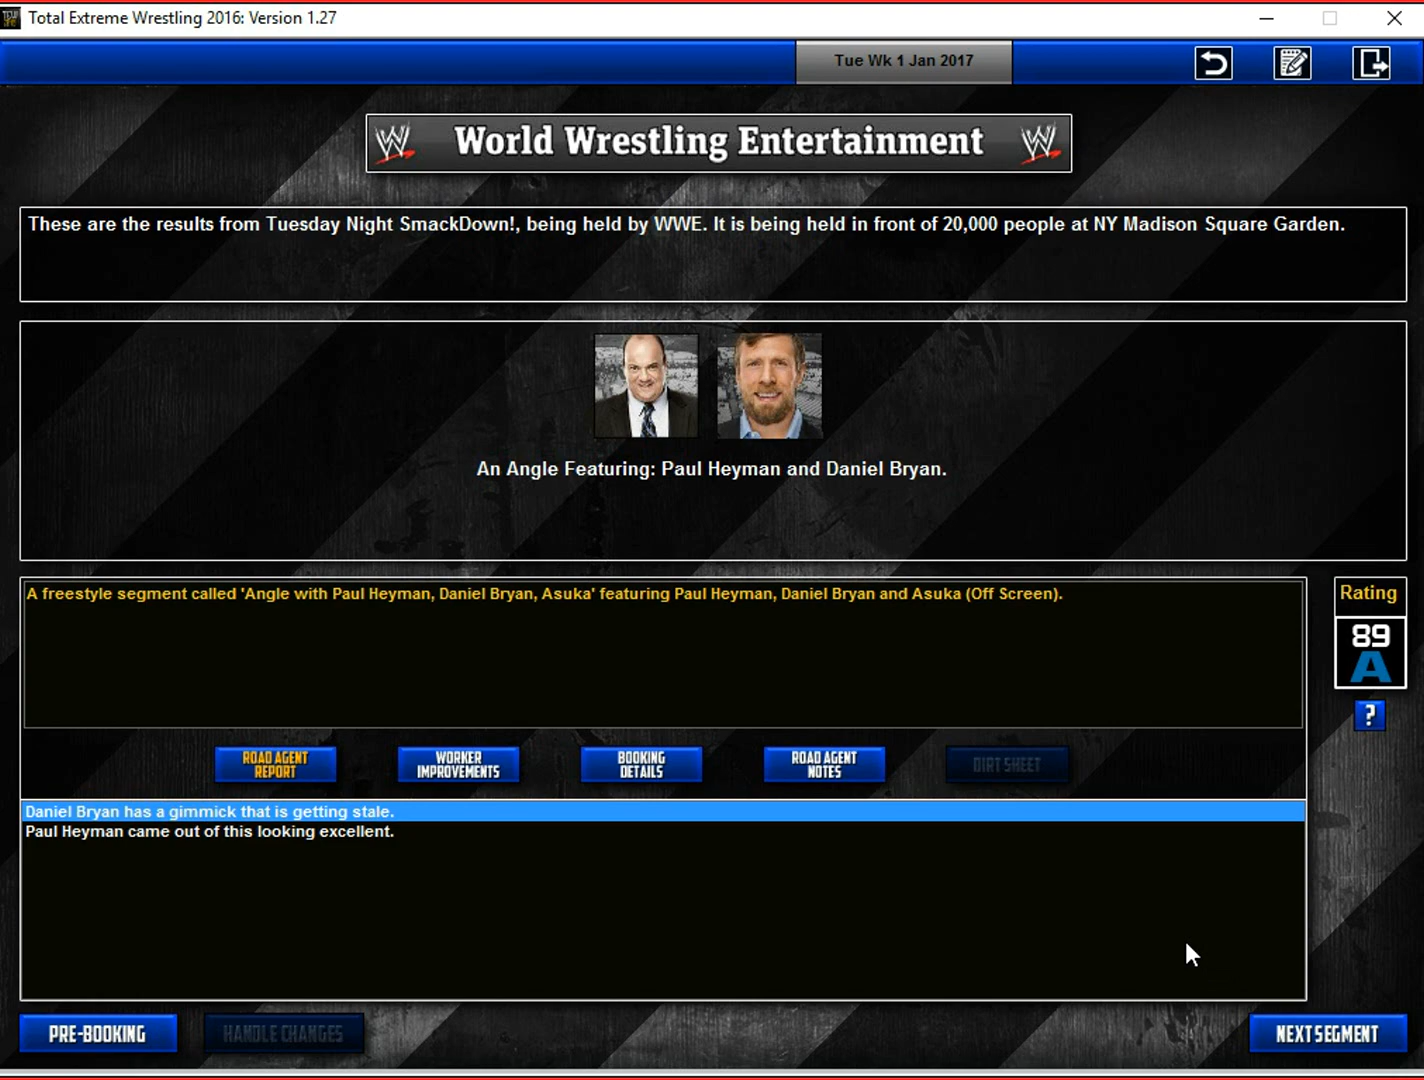 Total Extreme Wrestling 2016: Version 1.27
Tue Wk 1 Jan 2017
World Wrestling Entertainment
These are the results from Tuesday Night SmackDown!, being held by WWE. It is being held in front of 20,000 people at NY Madison Square Garden.
An Angle Featuring: Paul Heyman and Daniel Bryan.
A freestyle segment called 'Angle with Paul Heyman, Daniel Bryan, Asuka' featuring Paul Heyman, Daniel Bryan and Asuka (Off Screen).
Rating
89
A
?
ROAD AGENT
REPORT
WORKER
IMPROVEMENTS
BOOKING
DETAILS
ROAD AGENT
NOTES
DIRT SHEET
Daniel Bryan has a gimmick that is getting stale.
Paul Heyman came out of this looking excellent.
PRE-BOOKING
HANDLE CHANGES
NEXT SEGMENT